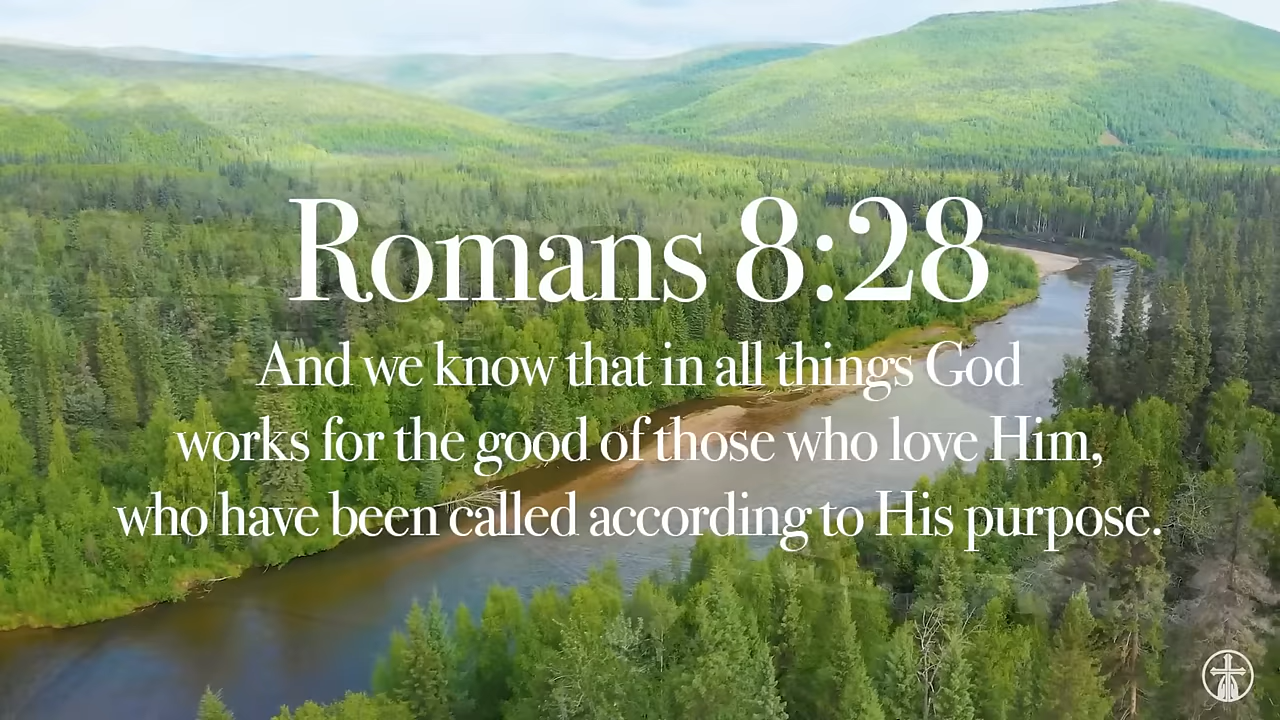 Romans 8:28
And we know that in all things God
works for the good of those who love Him,
who have been called according to His purpose.